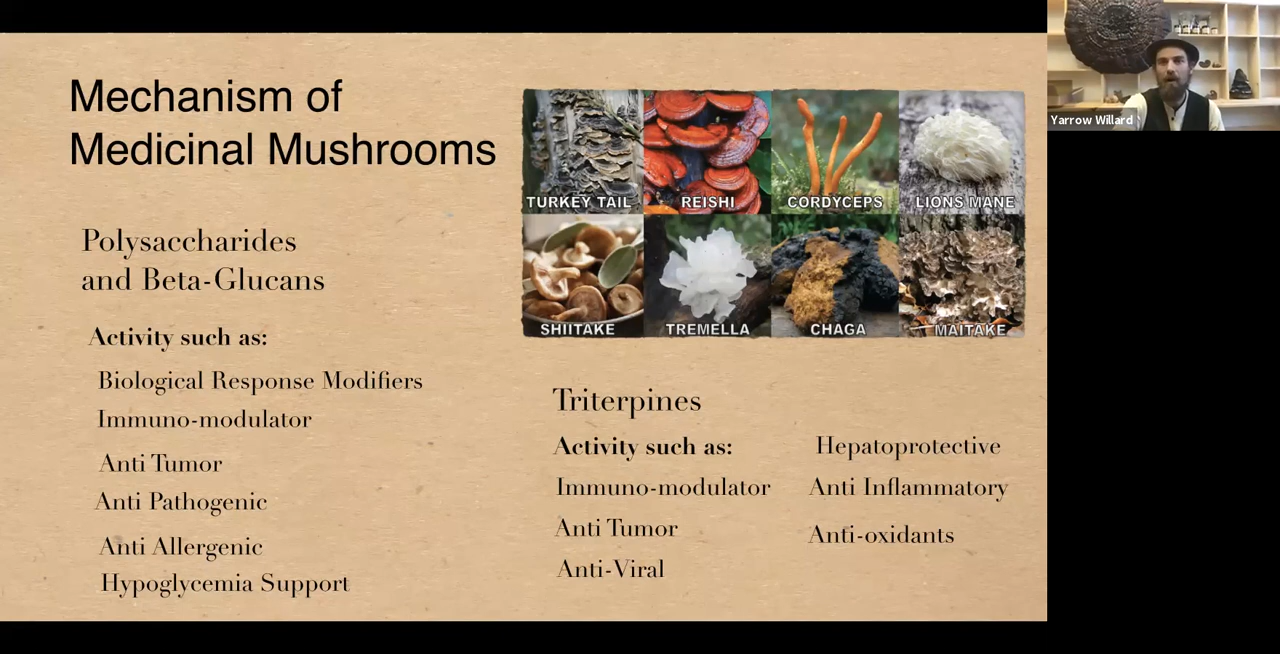 Mechanism of
Medicinal Mushrooms
Polysaccharides
and Beta-Glucans
Activity such as:
Biological Response Modifiers
Immuno-modulator
Anti Tumor
Anti Pathogenic
Anti Allergenic
Hypoglycemia Support
TURKEY TAIL
REISHI
CORDYCEPS
LIONS MANE
SHIITAKE
TREMELLA
CHAGA
MAITAKE
Triterpines
Activity such as:
Immuno-modulator
Anti Tumor
Anti-Viral
Hepatoprotective
Anti Inflammatory
Anti-oxidants
Yarrow Willard